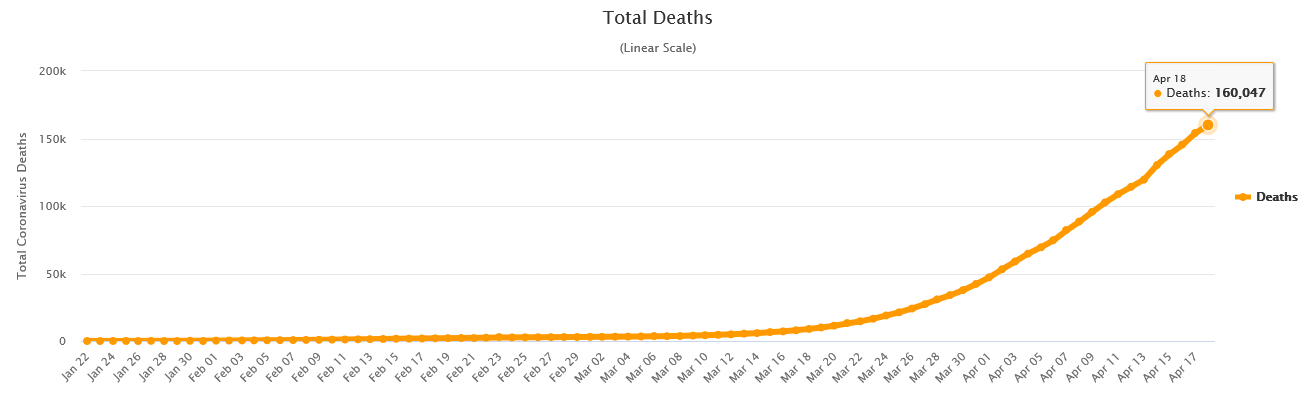 Total Deaths
(Linear Scale)
Total Coronavirus Deaths
200k
150k
100k
50k
0
Apr 18
Deaths: 160,047
Deaths
Jan 22
Jan 24
Jan 26
Jan 28
Jan 30
Feb 01
Feb 03
Feb 05
Feb 07
Feb 09
Feb 11
Feb 13
Feb 15
Feb 17
Feb 19
Feb 21
Feb 23
Feb 25
Feb 27
Feb 29
Mar 02
Mar 04
Mar 06
Mar 08
Mar 10
Mar 12
Mar 14
Mar 16
Mar 18
Mar 20
Mar 22
Mar 24
Mar 26
Mar 28
Mar 30
Apr 01
Apr 03
Apr 05
Apr 07
Apr 09
Apr 11
Apr 13
Apr 15
Apr 17